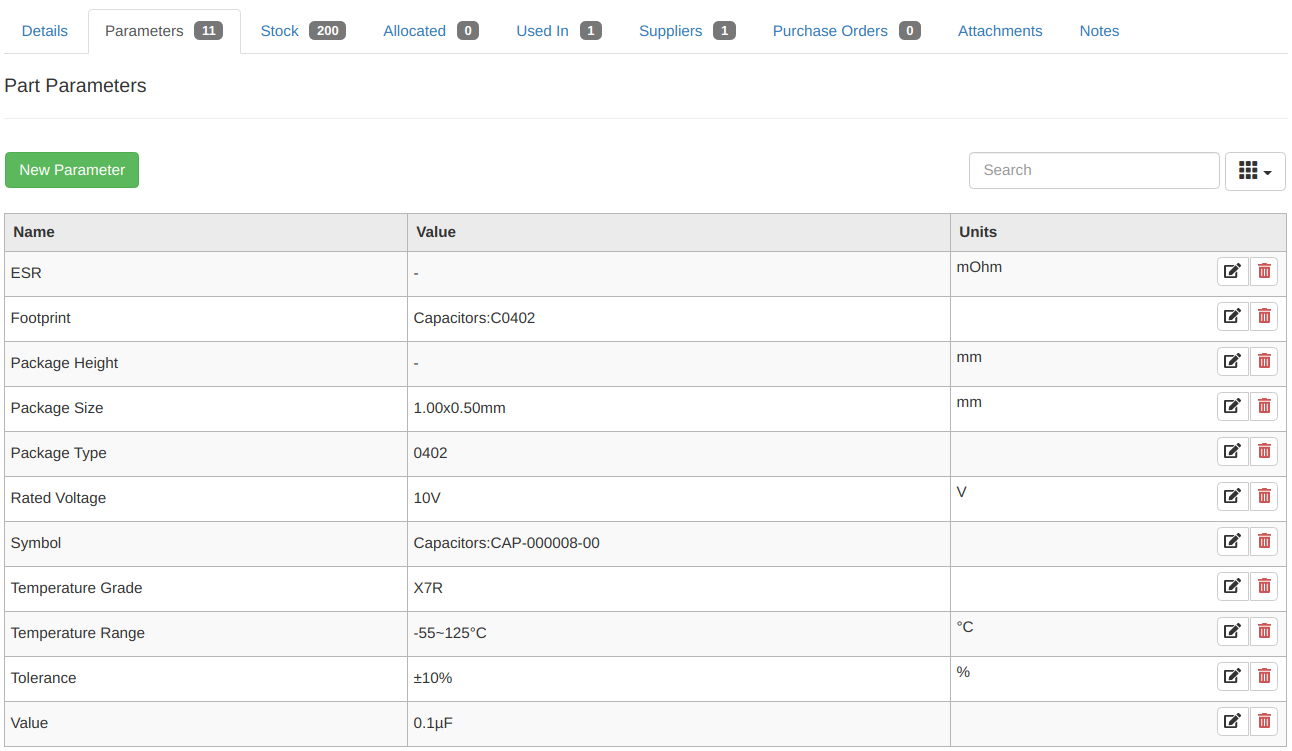 Details Parameters 11 Stock 200 Allocated 0 Used In 1 Suppliers 1 Purchase Orders 0 Attachments Notes
Part Parameters
New Parameter Search
Name Value Units
ESR - mOhm
Footprint Capacitors:C0402
Package Height - mm
Package Size 1.00x0.50mm mm
Package Type 0402
Rated Voltage 10V V
Symbol Capacitors:CAP-000008-00
Temperature Grade X7R
Temperature Range -55~125°C °C
Tolerance ±10% %
Value 0.1µF